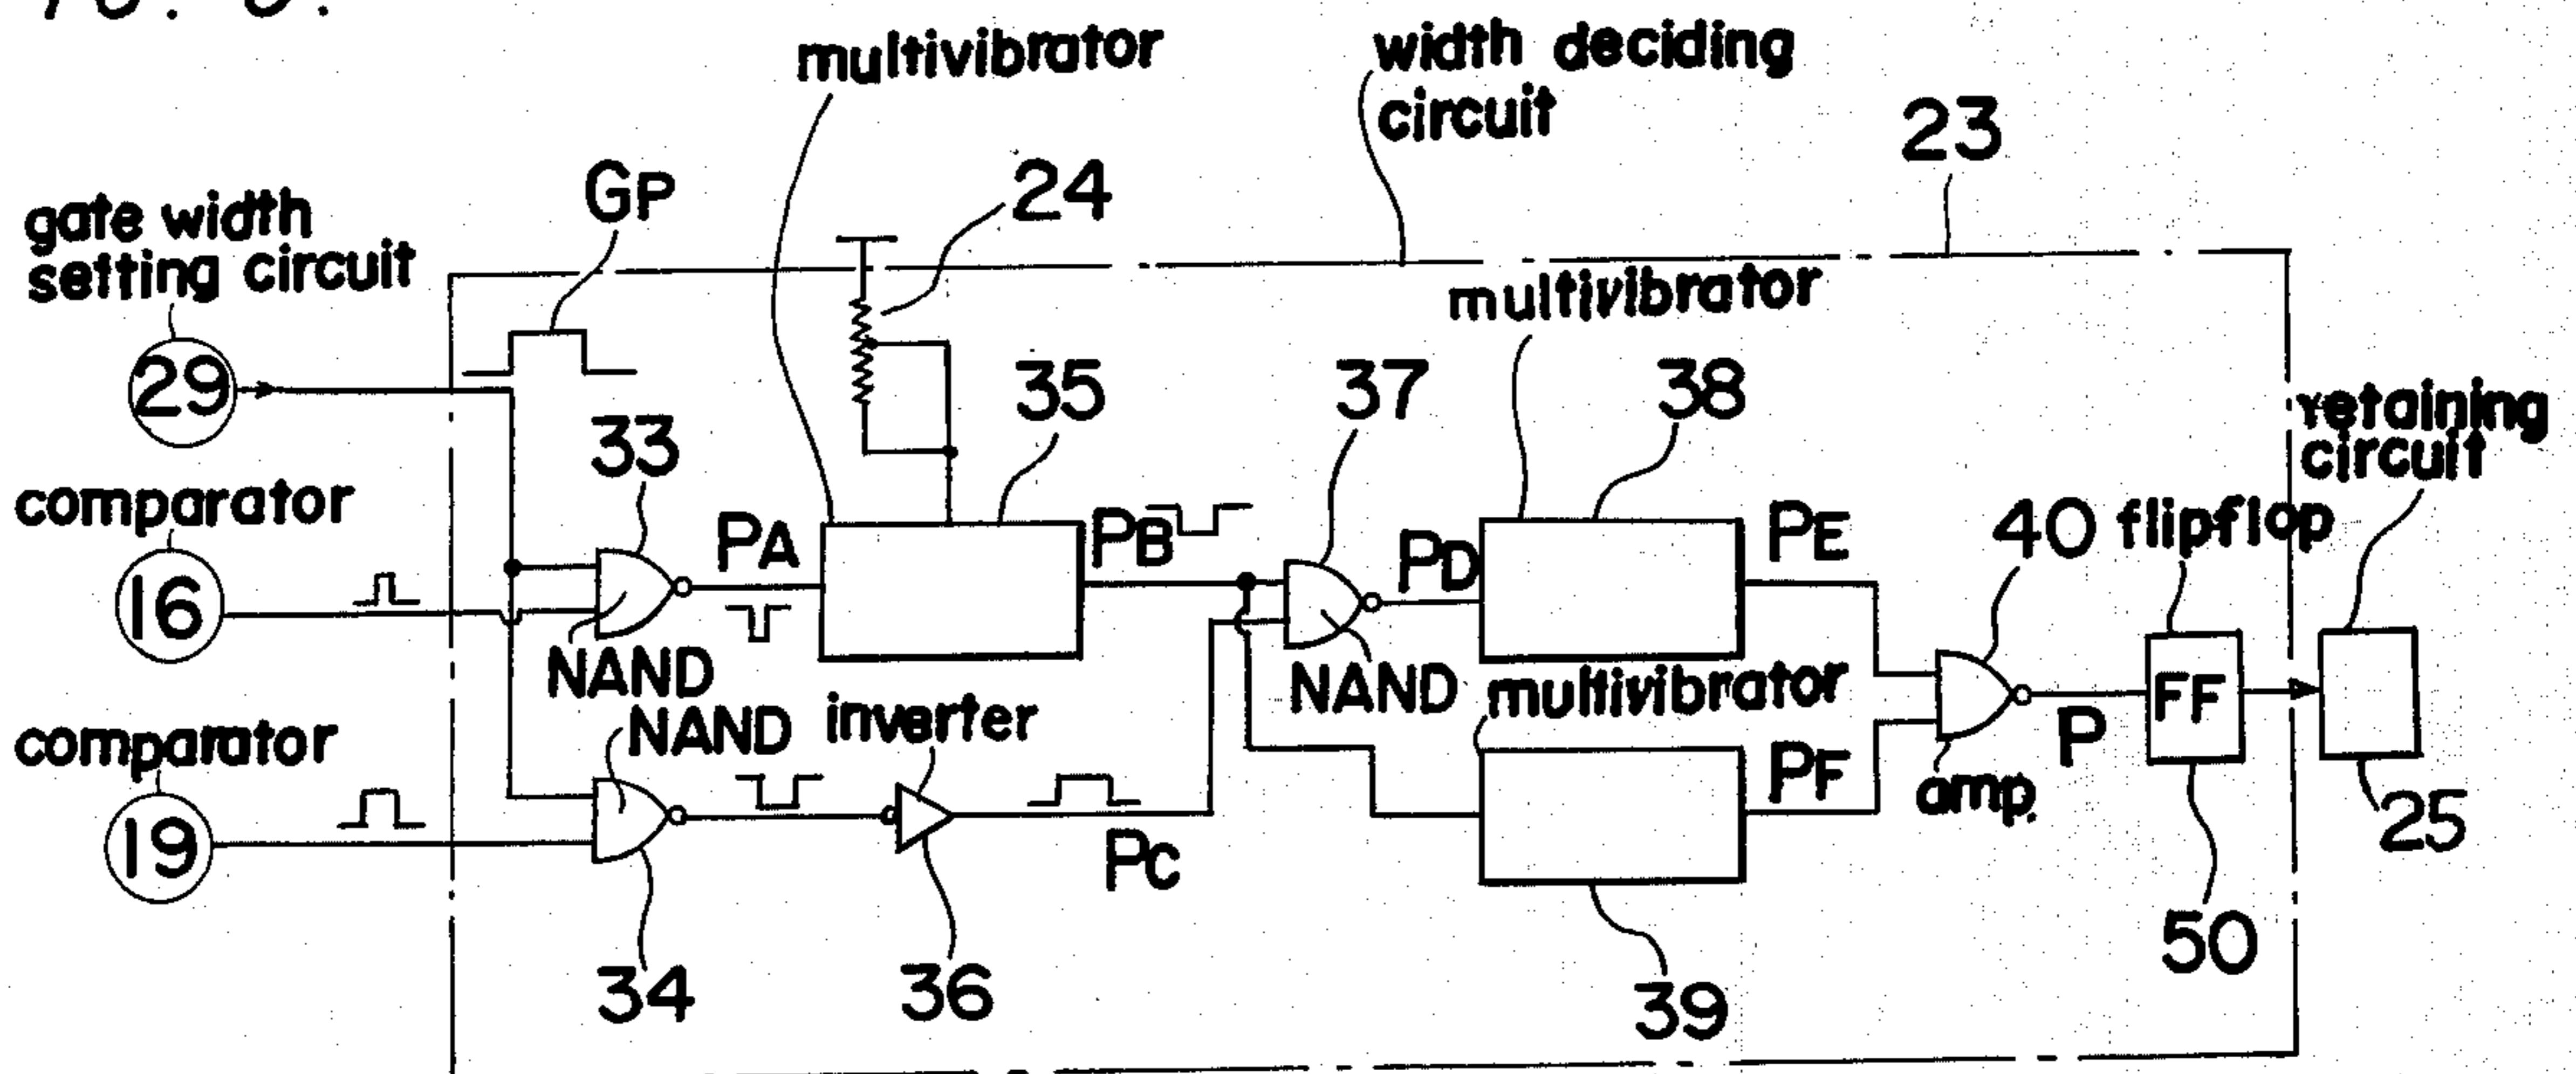 multivibrator
width deciding
circuit
23
24
GP
gate width
setting circuit
multivibrator
29
35
37
38
33
retaining
circuit
comparator
PA
PB
PD
PE
40 flipflop
16
NAND
NAND
FF
multivibrator
NAND
inverter
P
comparator
PF
amp.
25
19
PC
50
34
36
39